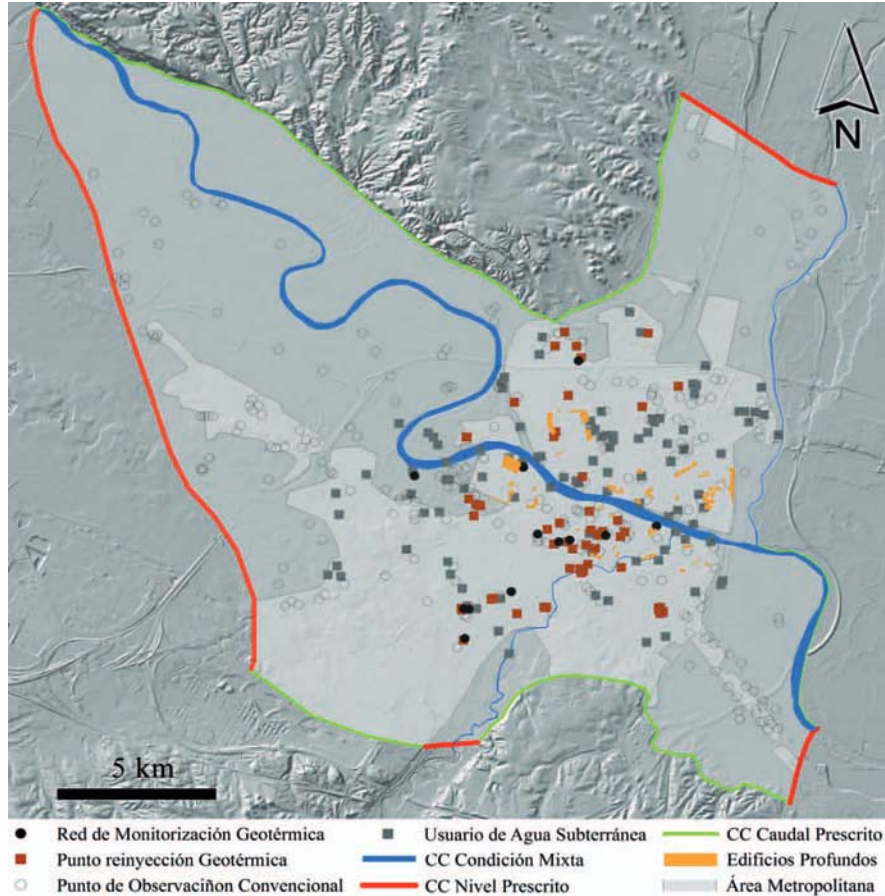 N
5 km
Red de Monitorización Geotérmica
Usuario de Agua Subterránea
CC Caudal Prescrito
Punto reinyección Geotérmica
CC Condición Mixta
Edificios Profundos
Punto de Observaciñon Convencional
CC Nivel Prescrito
Área Metropolitana